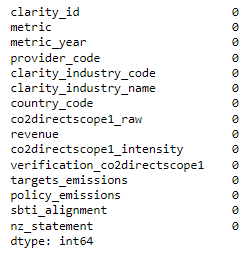 clarity_id 0
metric 0
metric_year 0
provider_code 0
clarity_industry_code 0
clarity_industry_name 0
country_code 0
co2directscope1_raw 0
revenue 0
co2directscope1_intensity 0
verification_co2directscope1 0
targets_emissions 0
policy_emissions 0
sbti_alignment 0
nz_statement 0
dtype: int64